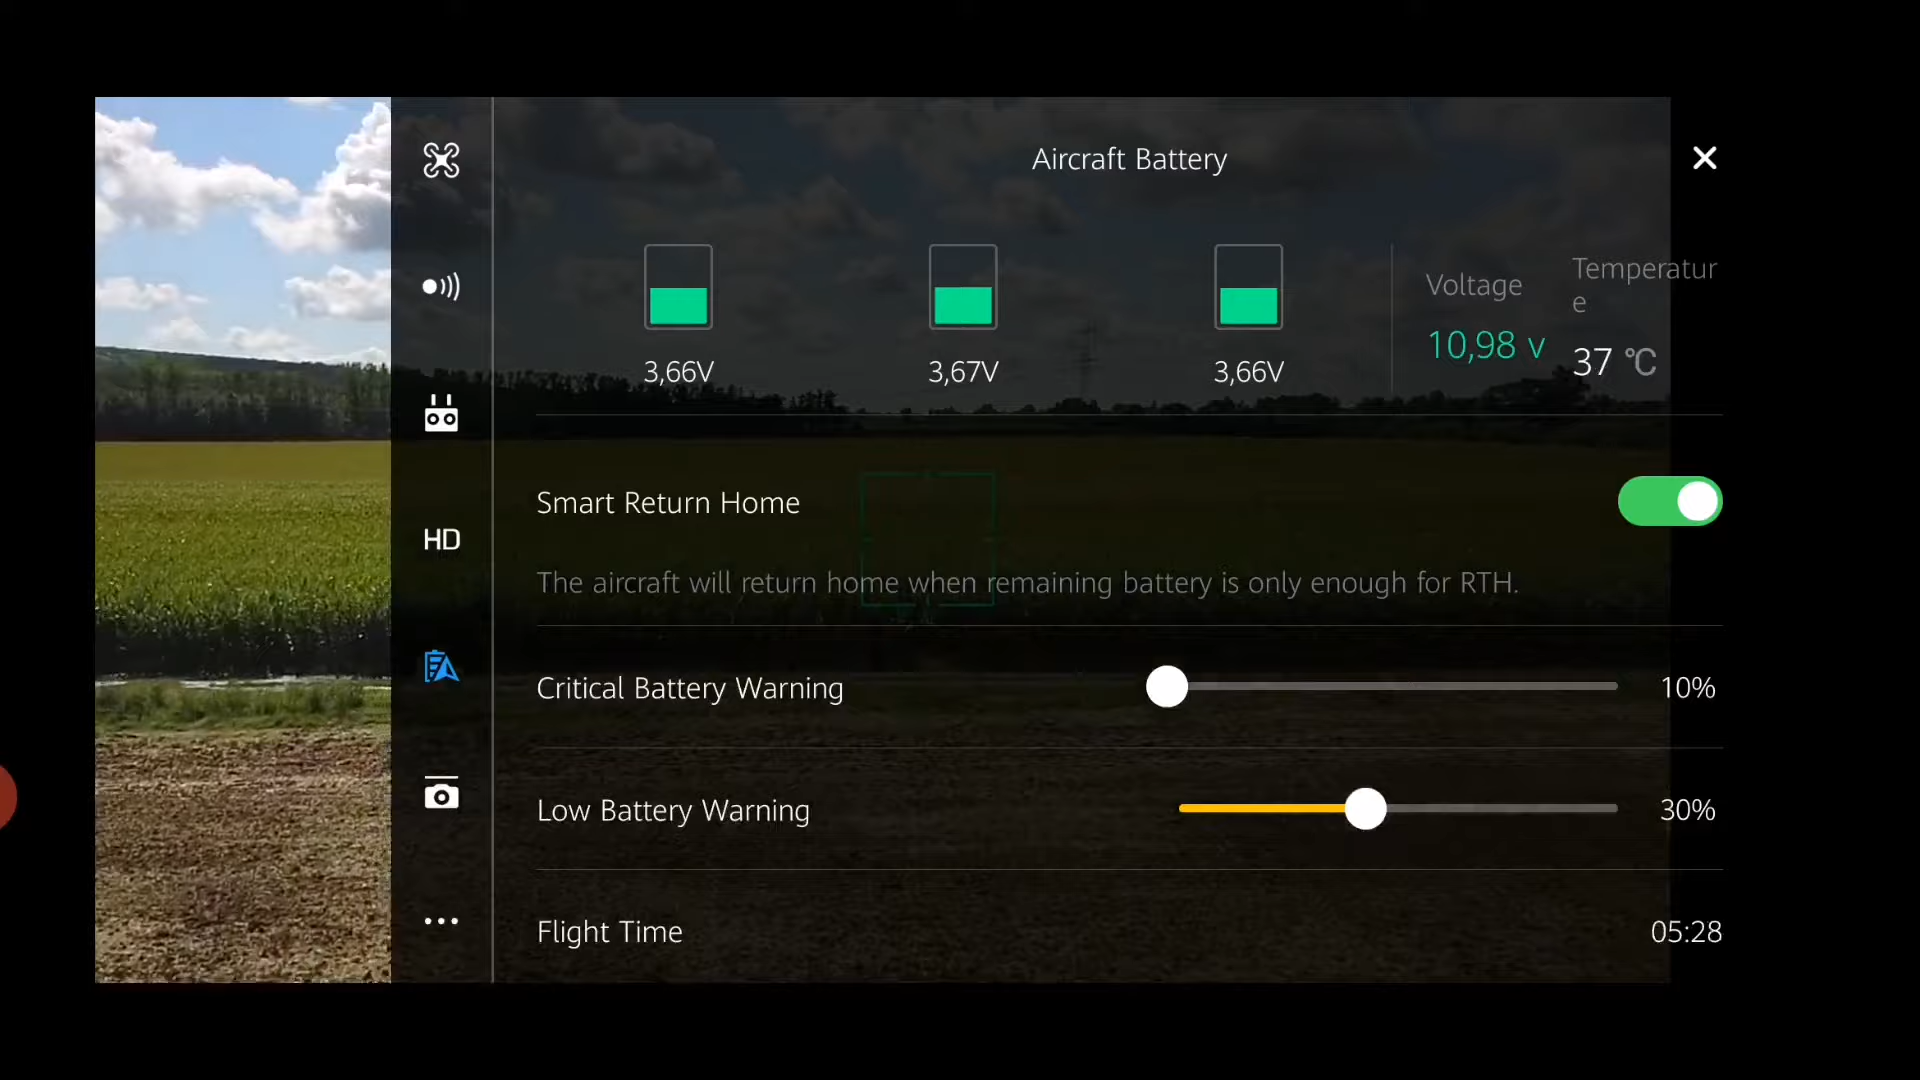 Aircraft Battery
Voltage
Temperatur
e
10,98 v
37 ℃
3,66V
3,67V
3,66V
Smart Return Home
The aircraft will return home when remaining battery is only enough for RTH.
HD
Critical Battery Warning
10%
Low Battery Warning
30%
Flight Time
05:28